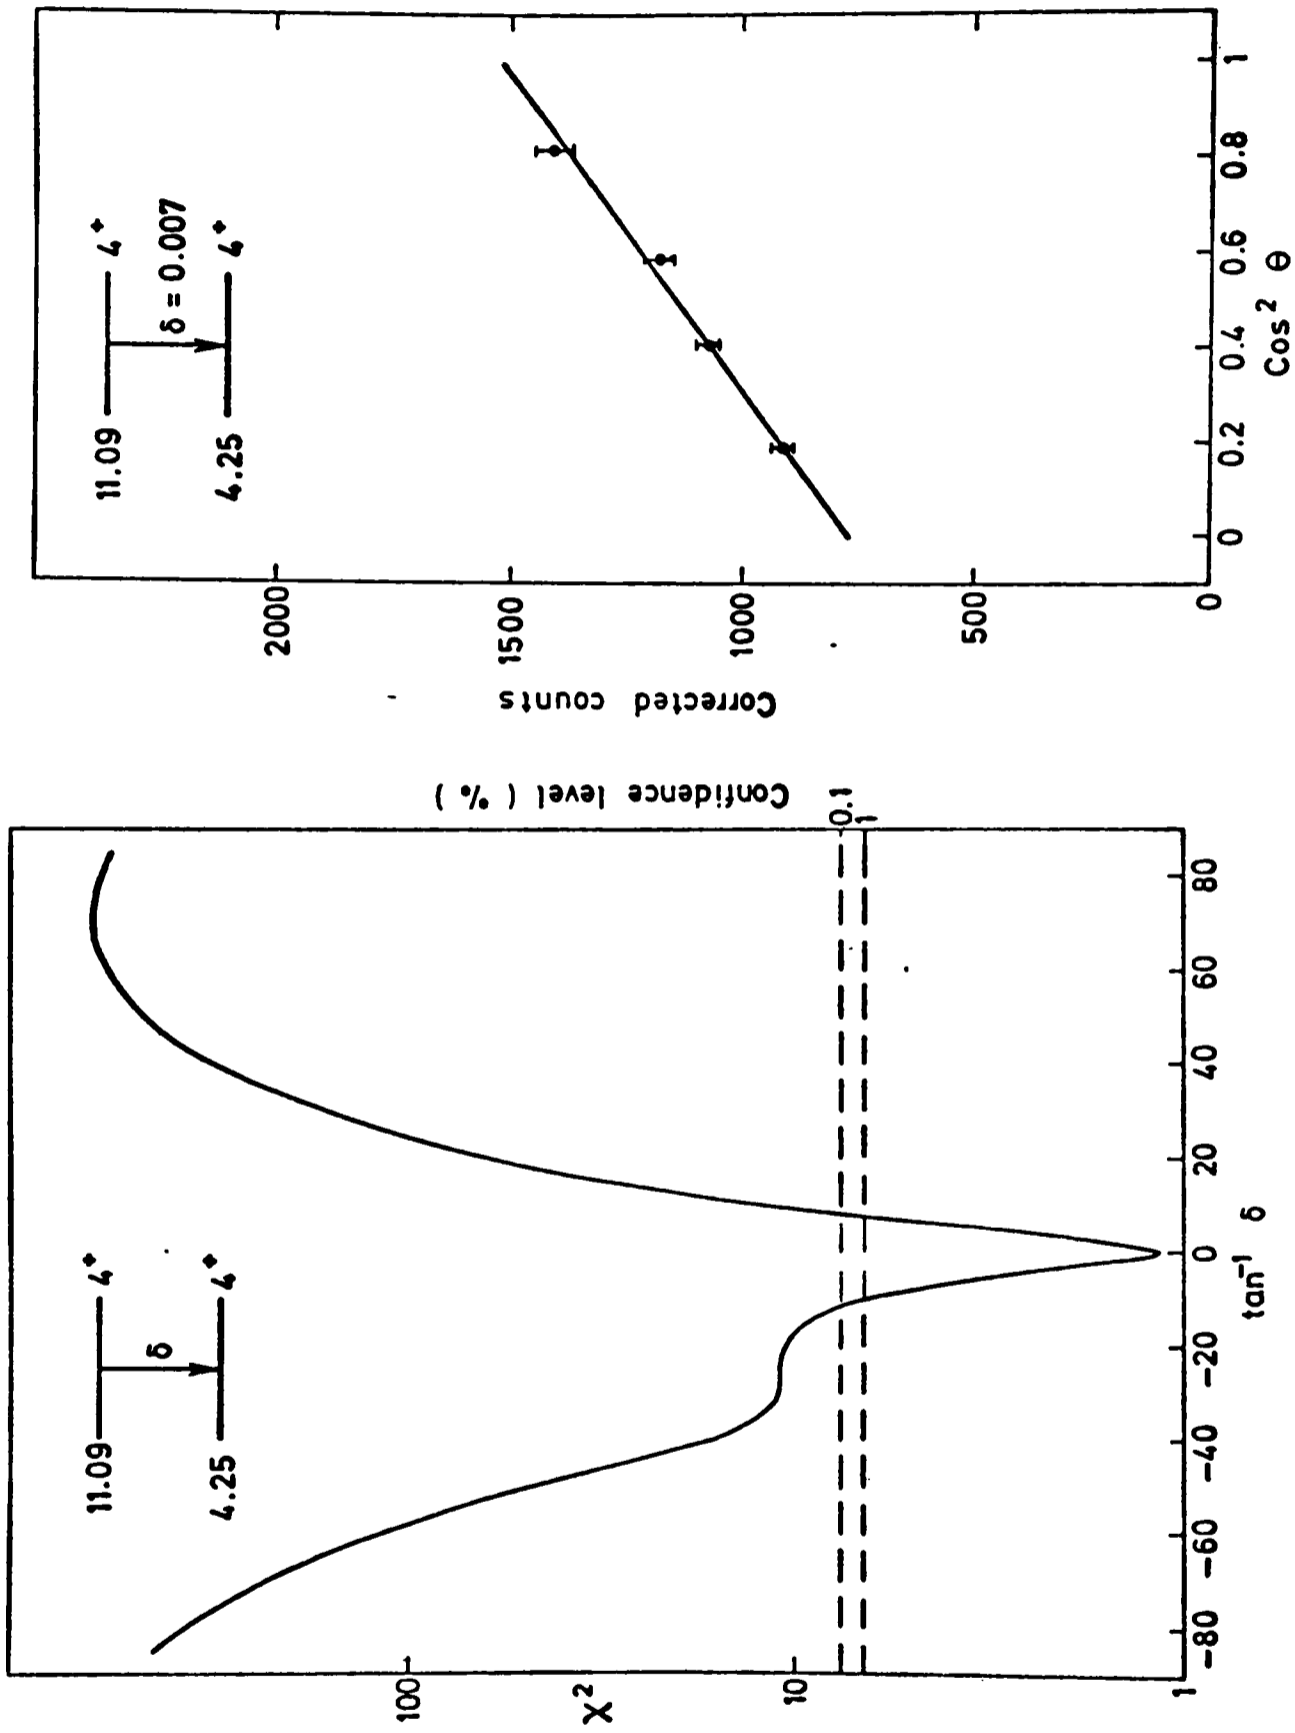 11.09 4+
δ
4.25 4+
χ2
100
10
1
-80 -60 -40 -20 0 20 40 60 80
tan-1 δ
0.1
1
Confidence level ( % )
11.09 4+
δ = 0.007
4.25 4+
Corrected counts
2000
1500
1000
500
0
0 0.2 0.4 0.6 0.8 1
Cos2 θ